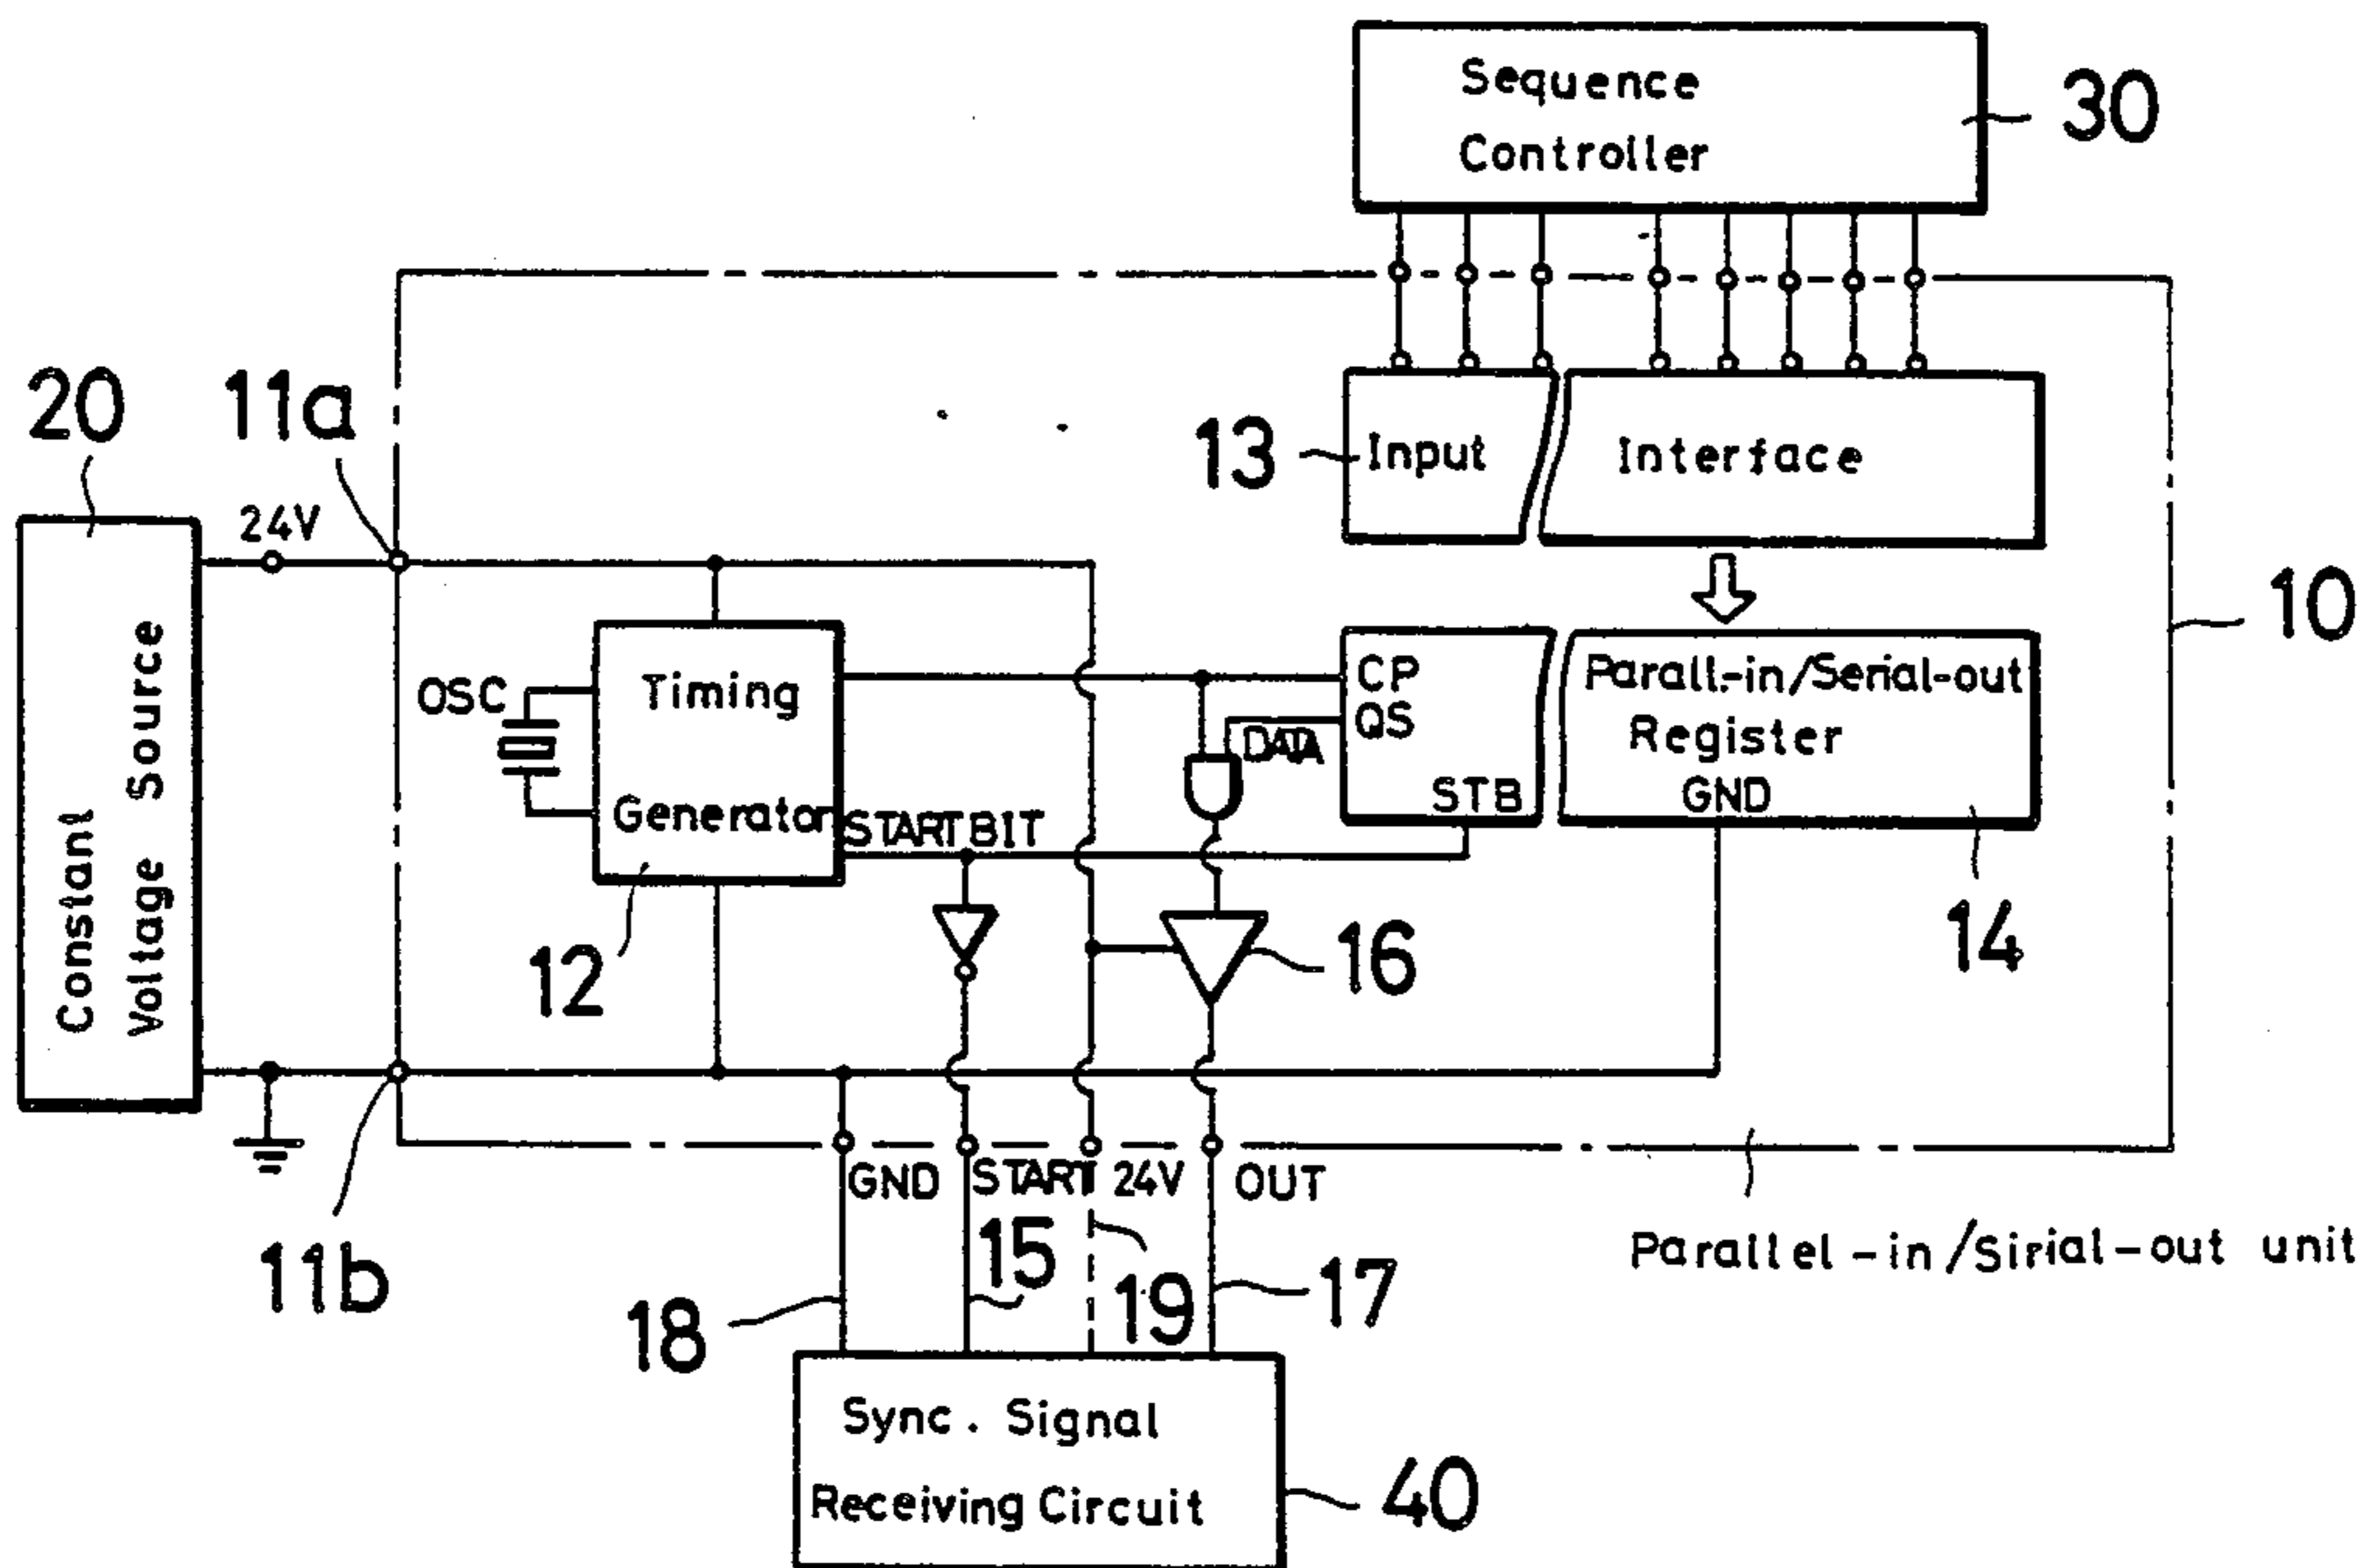 Sequence
Controller
30
20
11a
24V
13
Input
Interface
10
Constant
Voltage Source
OSC
Timing
Generator
12
START BIT
CP
QS
DATA
STB
Parall.-in/Serial-out
Register
GND
14
16
11b
GND
START
24V
OUT
15
19
17
18
Parallel-in/Sirial-out unit
Sync. Signal
Receiving Circuit
40